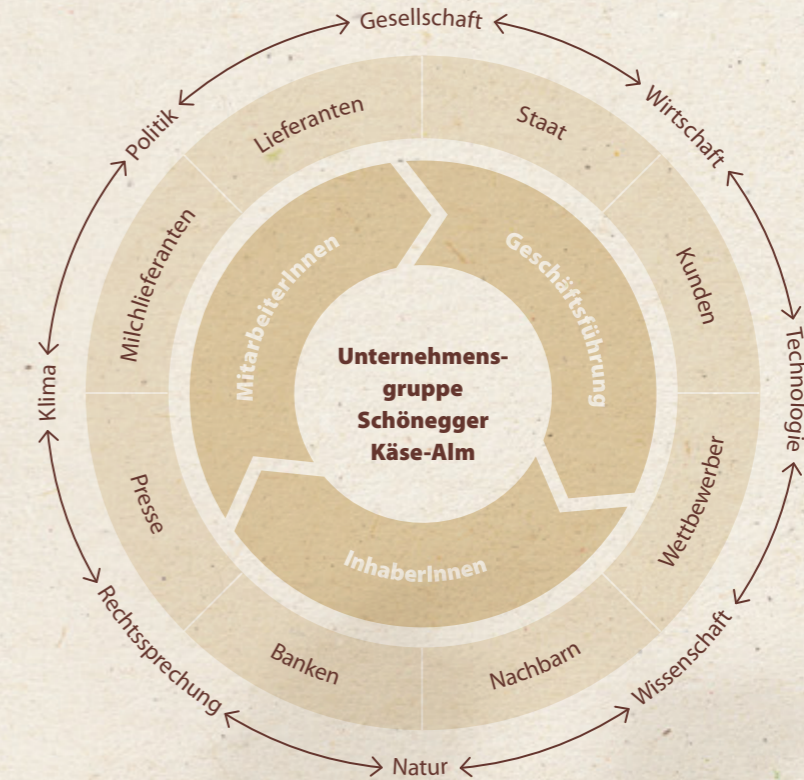 Gesellschaft
Wirtschaft
Technologie
Wissenschaft
Natur
Rechtssprechung
Klima
Politik
Lieferanten
Staat
Kunden
Wettbewerber
Nachbarn
Banken
Presse
Milchlieferanten
MitarbeiterInnen
Geschäftsführung
InhaberInnen
Unternehmens-
gruppe
Schönegger
Käse-Alm